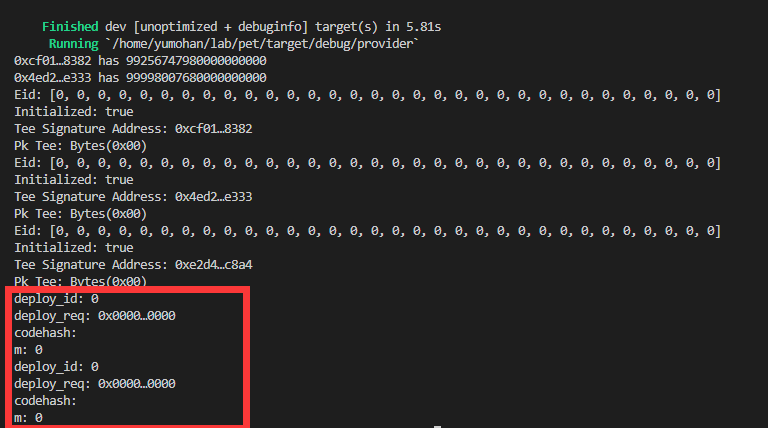 Finished dev [unoptimized + debuginfo] target(s) in 5.81s
Running `/home/yumohan/lab/pet/target/debug/provider`
0xcf01…8382 has 99256747980000000000
0x4ed2…e333 has 99998007680000000000
Eid: [0, 0, 0, 0, 0, 0, 0, 0, 0, 0, 0, 0, 0, 0, 0, 0, 0, 0, 0, 0, 0, 0, 0, 0, 0, 0, 0, 0, 0, 0, 0, 0]
Initialized: true
Tee Signature Address: 0xcf01…8382
Pk Tee: Bytes(0x00)
Eid: [0, 0, 0, 0, 0, 0, 0, 0, 0, 0, 0, 0, 0, 0, 0, 0, 0, 0, 0, 0, 0, 0, 0, 0, 0, 0, 0, 0, 0, 0, 0, 0]
Initialized: true
Tee Signature Address: 0x4ed2…e333
Pk Tee: Bytes(0x00)
Eid: [0, 0, 0, 0, 0, 0, 0, 0, 0, 0, 0, 0, 0, 0, 0, 0, 0, 0, 0, 0, 0, 0, 0, 0, 0, 0, 0, 0, 0, 0, 0, 0]
Initialized: true
Tee Signature Address: 0xe2d4…c8a4
Pk Tee: Bytes(0x00)
deploy_id: 0
deploy_req: 0x0000…0000
codehash:
m: 0
deploy_id: 0
deploy_req: 0x0000…0000
codehash:
m: 0